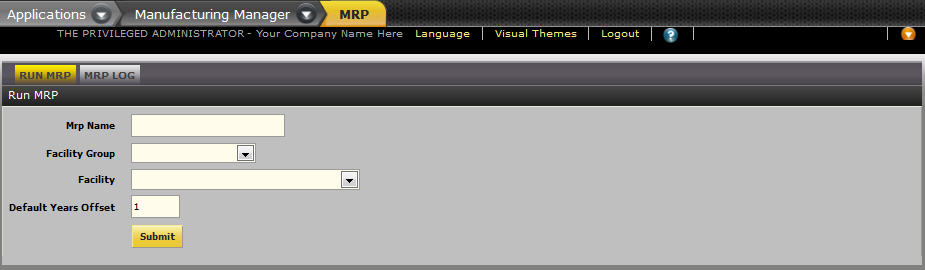 Applications Manufacturing Manager MRP
THE PRIVILEGED ADMINISTRATOR - Your Company Name Here Language Visual Themes Logout ?
RUN MRP MRP LOG
Run MRP
Mrp Name
Facility Group
Facility
Default Years Offset 1
Submit